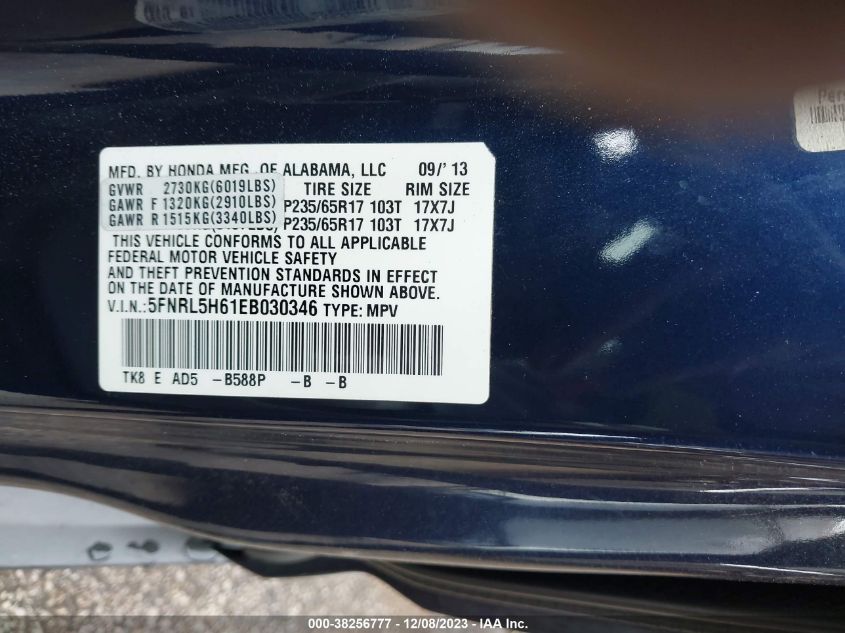 MFD. BY HONDA MFG. OF ALABAMA, LLC 09/' 13
GVWR 2730KG(6019LBS) TIRE SIZE RIM SIZE
GAWR F 1320KG(2910LBS) P235/65R17 103T 17X7J
GAWR R 1515KG(3340LBS) P235/65R17 103T 17X7J
THIS VEHICLE CONFORMS TO ALL APPLICABLE
FEDERAL MOTOR VEHICLE SAFETY
AND THEFT PREVENTION STANDARDS IN EFFECT
ON THE DATE OF MANUFACTURE SHOWN ABOVE.
V.I.N.:5FNRL5H61EB030346 TYPE: MPV
TK8 E AD5 -B588P -B -B
000-38256777 - 12/08/2023 - IAA Inc.